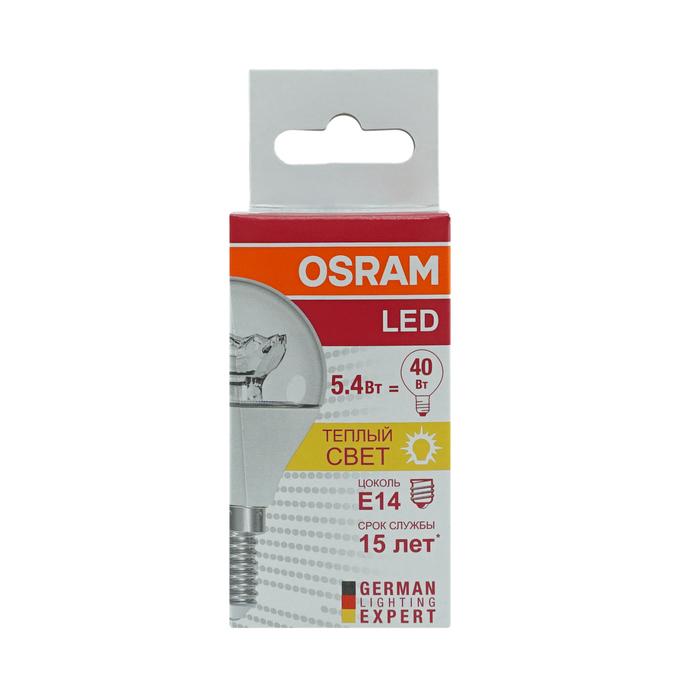 OSRAM
LED
5.4Вт = 40 Вт
ТЕПЛЫЙ
СВЕТ
ЦОКОЛЬ
E14
СРОК СЛУЖБЫ
15 лет*
GERMAN
LIGHTING
EXPERT